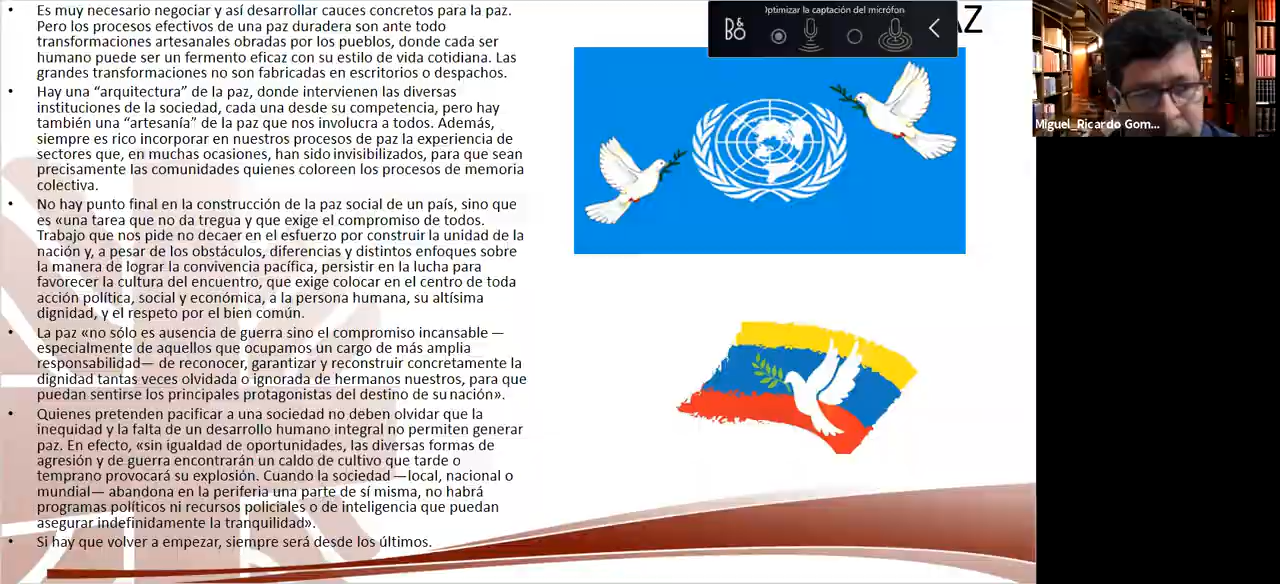 • Es muy necesario negociar y así desarrollar cauces concretos para la paz.
Pero los procesos efectivos de una paz duradera son ante todo
transformaciones artesanales obradas por los pueblos, donde cada ser
humano puede ser un fermento eficaz con su estilo de vida cotidiana. Las
grandes transformaciones no son fabricadas en escritorios o despachos.
• Hay una “arquitectura” de la paz, donde intervienen las diversas
instituciones de la sociedad, cada una desde su competencia, pero hay
también una “artesanía” de la paz que nos involucra a todos. Además,
siempre es rico incorporar en nuestros procesos de paz la experiencia de
sectores que, en muchas ocasiones, han sido invisibilizados, para que sean
precisamente las comunidades quienes coloreen los procesos de memoria
colectiva.
• No hay punto final en la construcción de la paz social de un país, sino que
es «una tarea que no da tregua y que exige el compromiso de todos.
Trabajo que nos pide no decaer en el esfuerzo por construir la unidad de la
nación y, a pesar de los obstáculos, diferencias y distintos enfoques sobre
la manera de lograr la convivencia pacífica, persistir en la lucha para
favorecer la cultura del encuentro, que exige colocar en el centro de toda
acción política, social y económica, a la persona humana, su altísima
dignidad, y el respeto por el bien común.
• La paz «no sólo es ausencia de guerra sino el compromiso incansable —
especialmente de aquellos que ocupamos un cargo de más amplia
responsabilidad— de reconocer, garantizar y reconstruir concretamente la
dignidad tantas veces olvidada o ignorada de hermanos nuestros, para que
puedan sentirse los principales protagonistas del destino de su nación».
• Quienes pretenden pacificar a una sociedad no deben olvidar que la
inequidad y la falta de un desarrollo humano integral no permiten generar
paz. En efecto, «sin igualdad de oportunidades, las diversas formas de
agresión y de guerra encontrarán un caldo de cultivo que tarde o
temprano provocará su explosión. Cuando la sociedad —local, nacional o
mundial— abandona en la periferia una parte de sí misma, no habrá
programas políticos ni recursos policiales o de inteligencia que puedan
asegurar indefinidamente la tranquilidad».
• Si hay que volver a empezar, siempre será desde los últimos.
AZ
Optimizar la captación del micrófon
Miguel_Ricardo Gom...